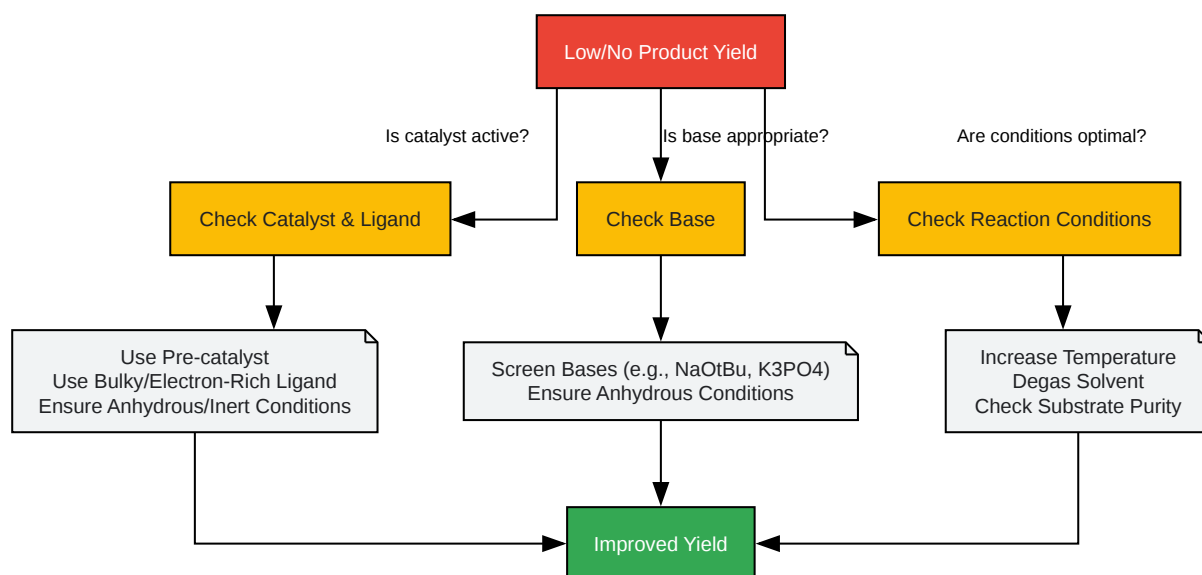 Low/No Product Yield
Is catalyst active?
Is base appropriate?
Are conditions optimal?
Check Catalyst & Ligand
Check Base
Check Reaction Conditions
Use Pre-catalyst
Use Bulky/Electron-Rich Ligand
Ensure Anhydrous/Inert Conditions
Screen Bases (e.g., NaOtBu, K3PO4)
Ensure Anhydrous Conditions
Increase Temperature
Degas Solvent
Check Substrate Purity
Improved Yield